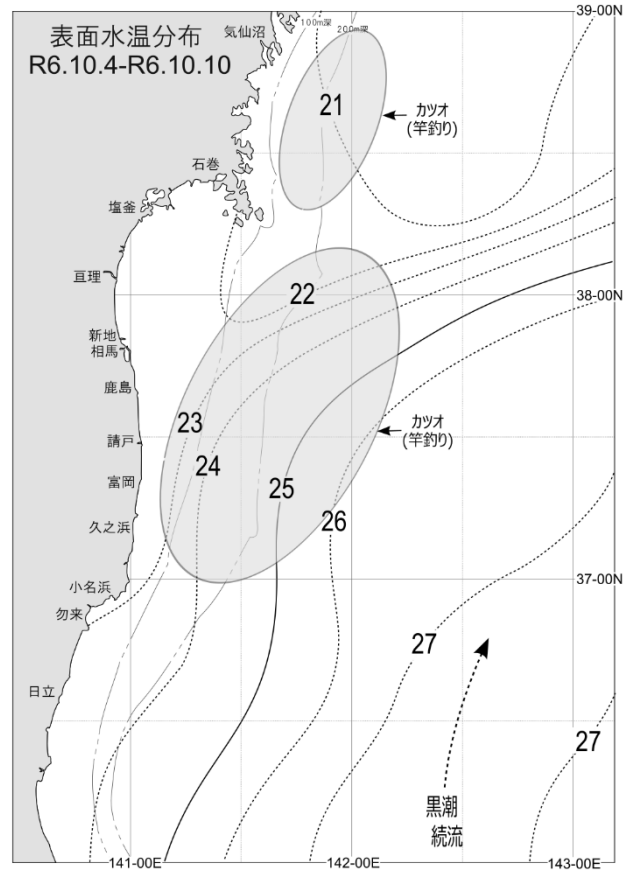 表面水温分布
R6.10.4-R6.10.10
気仙沼
100m深
200m深
39-00N
21
カツオ
(竿釣り)
石巻
塩釜
亘理
22
38-00N
新地
相馬
鹿島
23
カツオ
(竿釣り)
請戸
24
富岡
25
26
久之浜
小名浜
37-00N
勿来
27
日立
27
黒潮
続流
141-00E
142-00E
143-00E